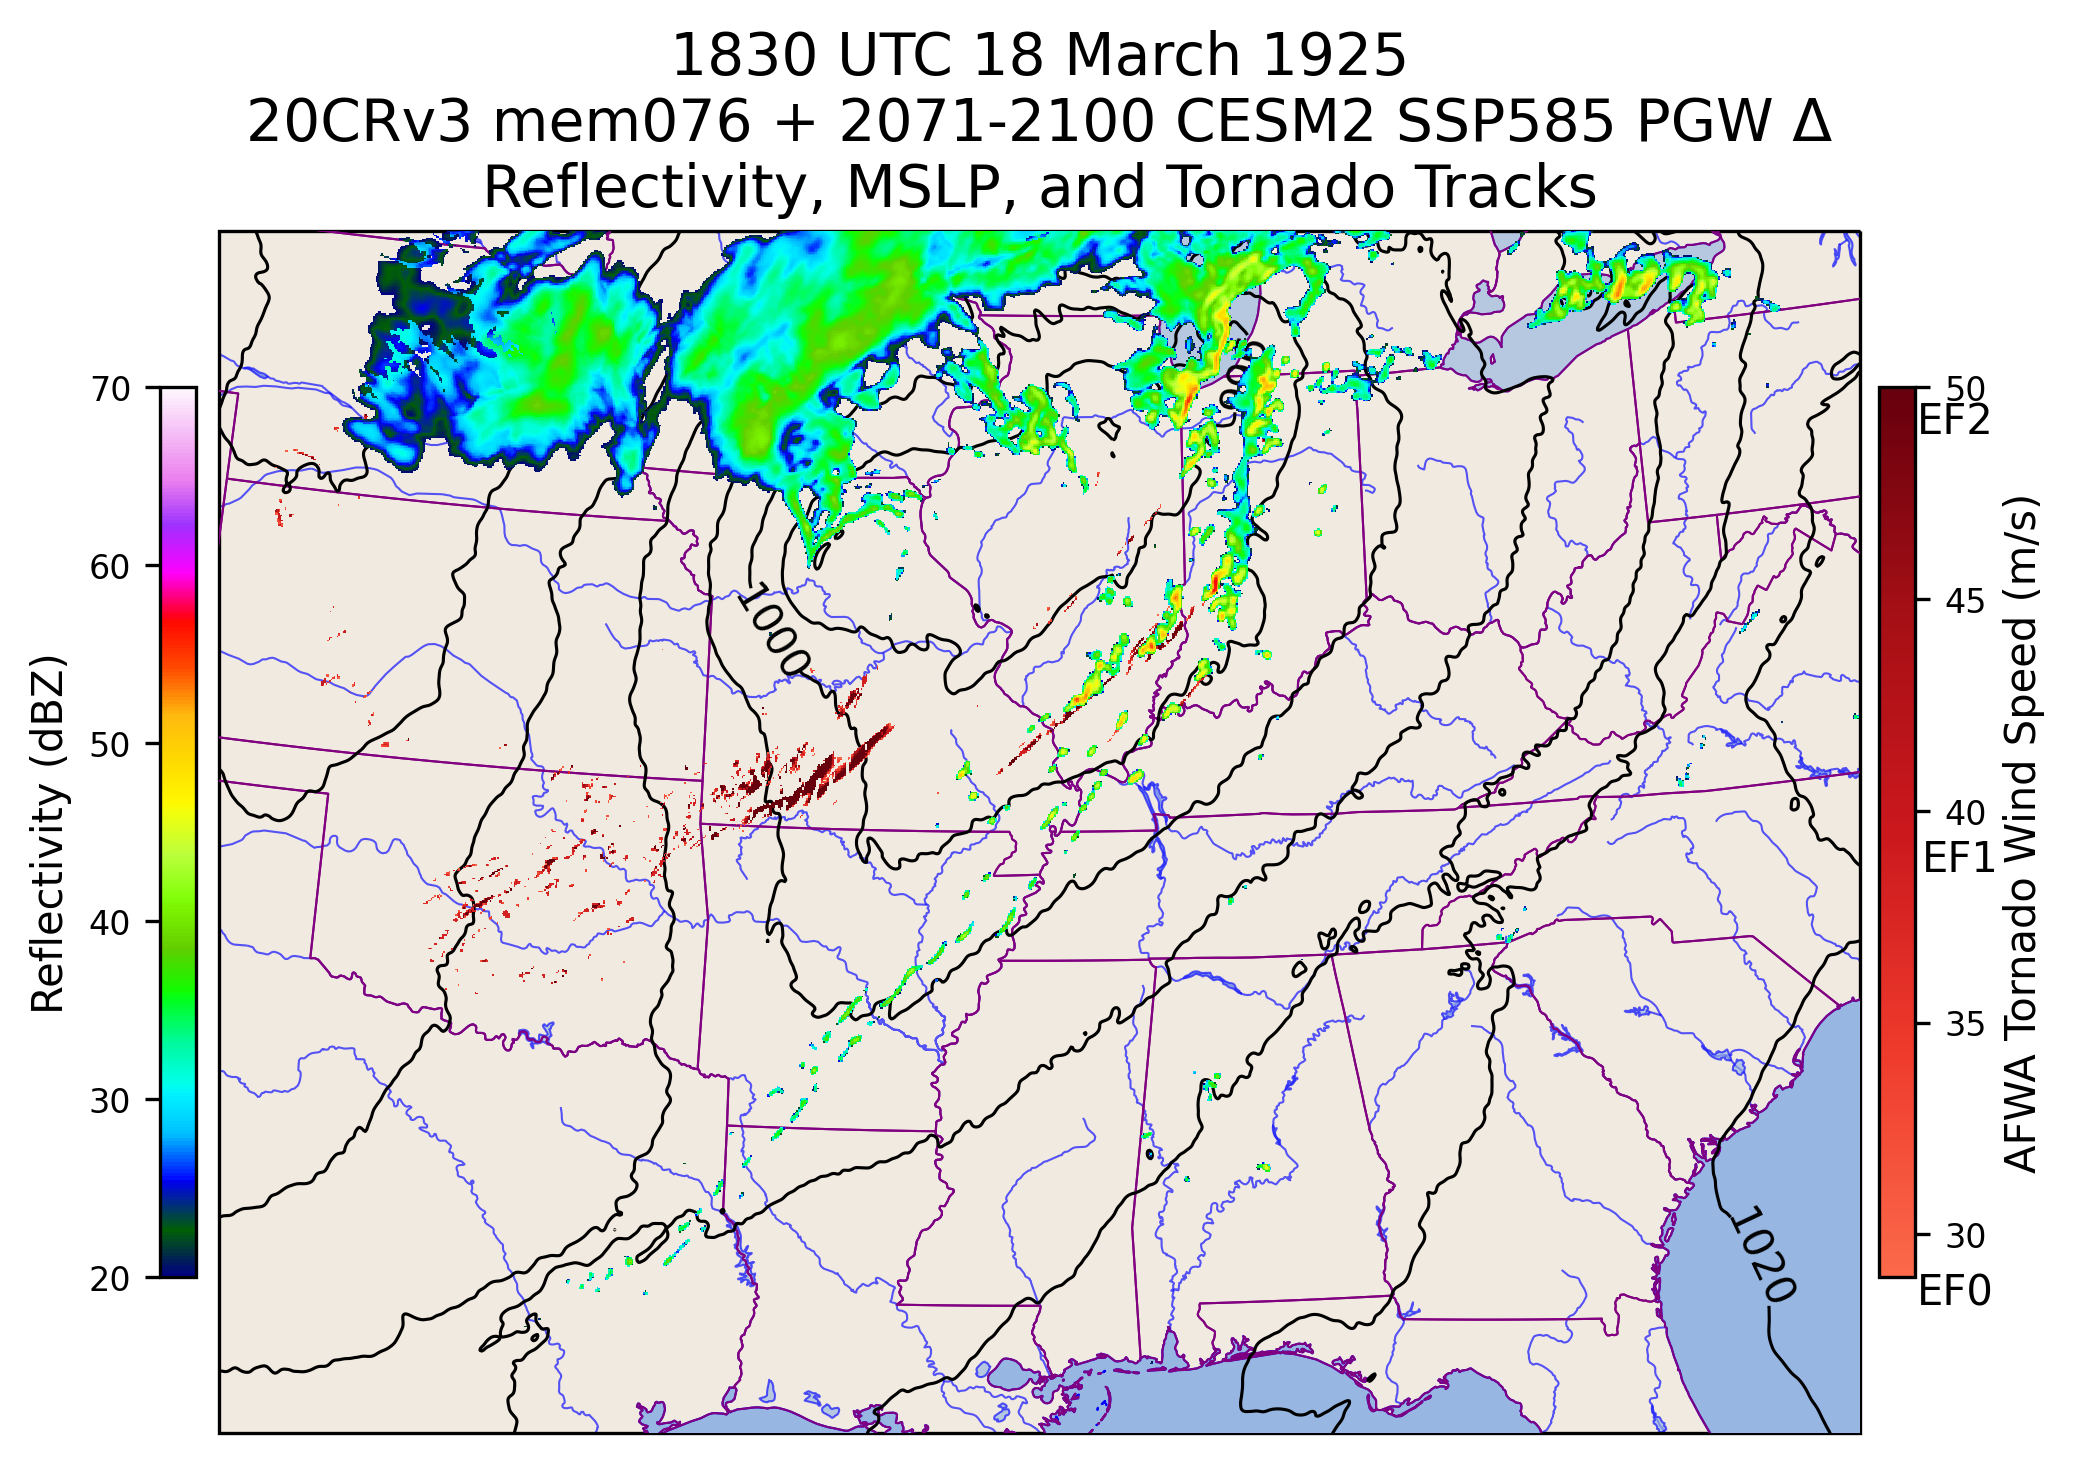 1830 UTC 18 March 1925
20CRv3 mem076 + 2071-2100 CESM2 SSP585 PGW Δ
Reflectivity, MSLP, and Tornado Tracks
Reflectivity (dBZ)
70
60
50
40
30
20
1000
1020
50
EF2
45
40
EF1
35
30
EF0
AFWA Tornado Wind Speed (m/s)